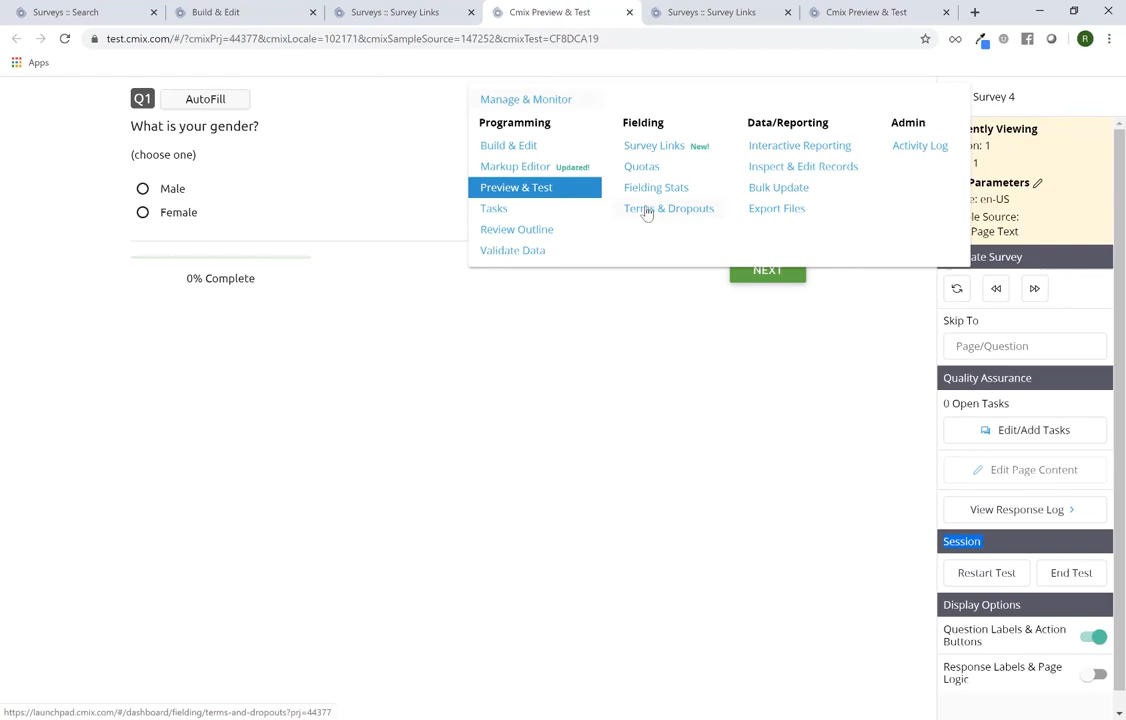 Surveys :: Search
Build & Edit
Surveys :: Survey Links
Cmix Preview & Test
Surveys :: Survey Links
Cmix Preview & Test
test.cmix.com/#/?cmixPrj=44377&cmixLocale=102171&cmixSampleSource=147252&cmixTest=CF8DCA19
R
Apps
Q1
AutoFill
What is your gender?
(choose one)
Male
Female
0% Complete
NEXT
Manage & Monitor
Programming
Build & Edit
Markup Editor Updated!
Preview & Test
Tasks
Review Outline
Validate Data
Fielding
Survey Links New!
Quotas
Fielding Stats
Terms & Dropouts
Data/Reporting
Interactive Reporting
Inspect & Edit Records
Bulk Update
Export Files
Admin
Activity Log
Survey 4
ently Viewing
on: 1
1
Parameters
e: en-US
le Source:
Page Text
ate Survey
Skip To
Page/Question
Quality Assurance
0 Open Tasks
Edit/Add Tasks
Edit Page Content
View Response Log >
Session
Restart Test
End Test
Display Options
Question Labels & Action
Buttons
Response Labels & Page
Logic
https://launchpad.cmix.com/#/dashboard/fielding/terms-and-dropouts?prj=44377